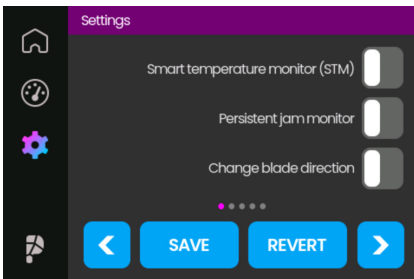 Settings
Smart temperature monitor (STM)
Persistent jam monitor
Change blade direction
SAVE
REVERT